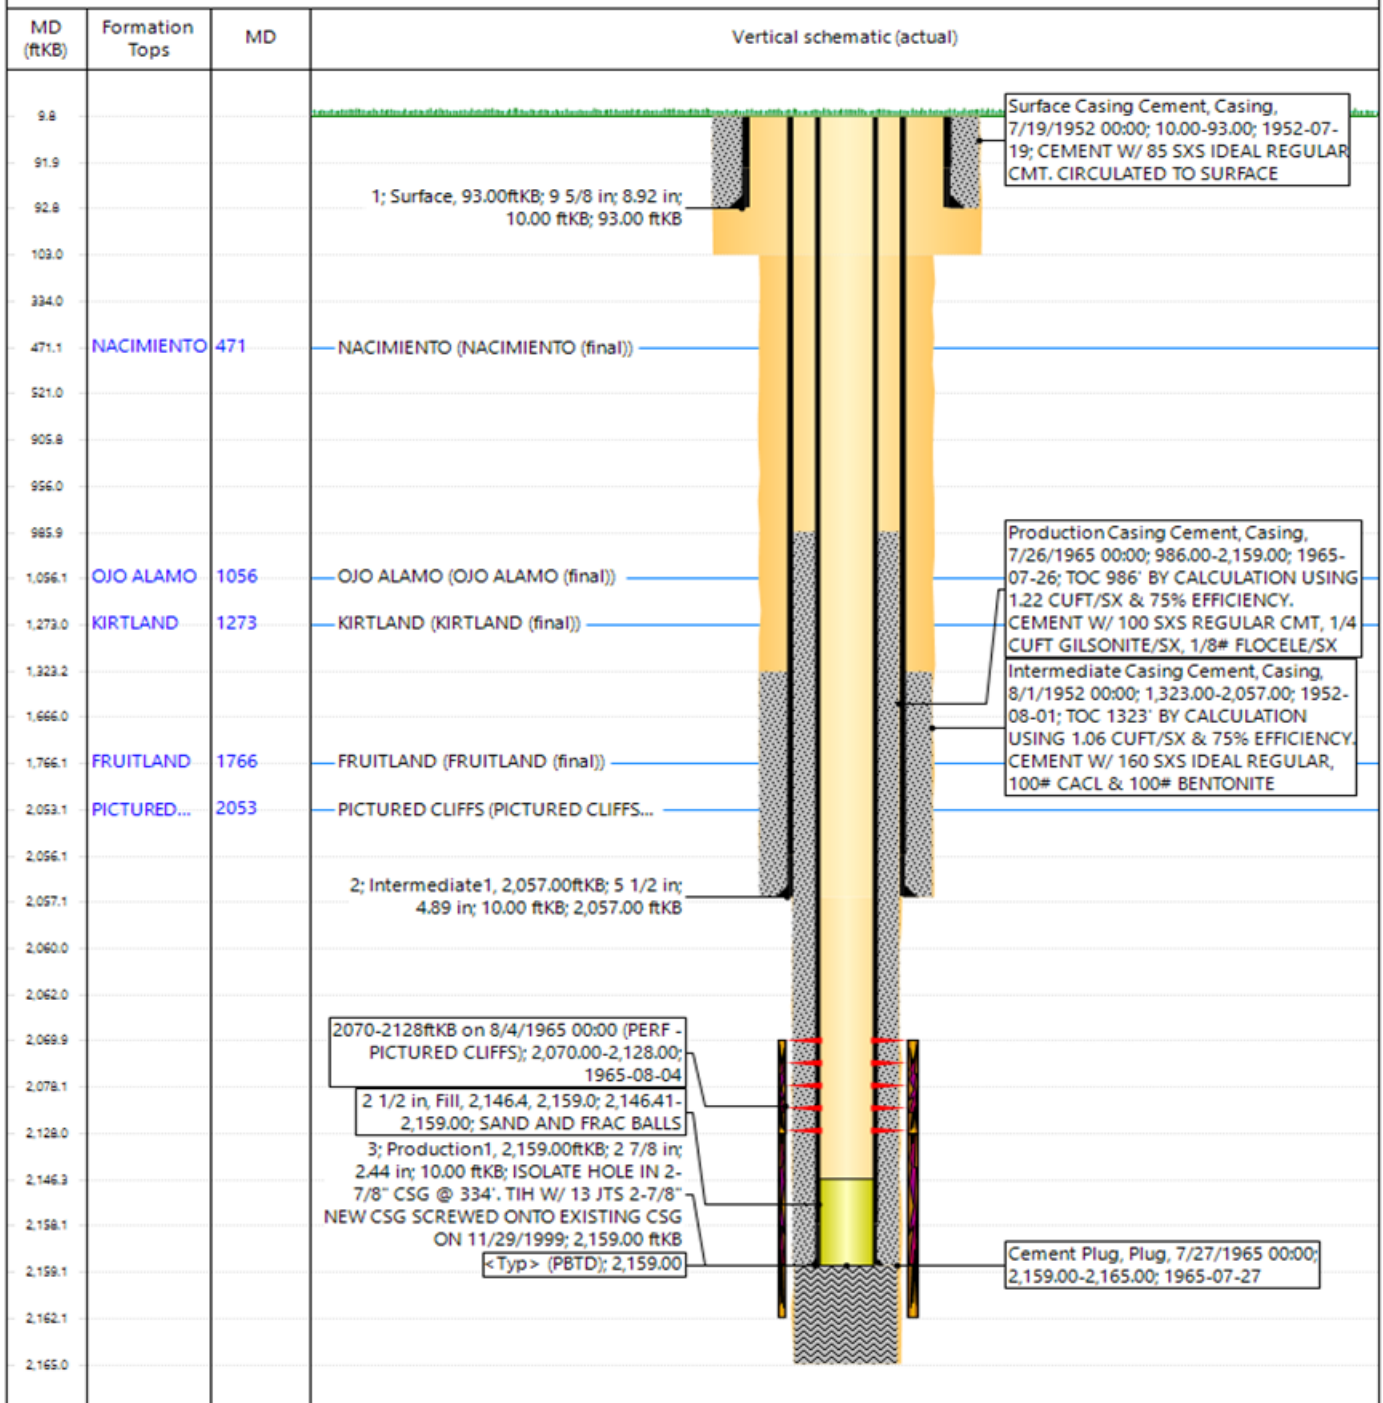 MD
(ftKB)
Formation
Tops
MD
Vertical schematic (actual)
9.8
91.9
92.8
103.0
334.0
471.1
521.0
905.8
956.0
985.9
1,056.1
1,273.0
1,323.2
1,666.0
1,766.1
2,053.1
2,056.1
2,057.1
2,060.0
2,062.0
2,069.9
2,078.1
2,128.0
2,146.3
2,158.1
2,159.1
2,162.1
2,165.0
NACIMIENTO 471
OJO ALAMO 1056
KIRTLAND 1273
FRUITLAND 1766
PICTURED... 2053
Surface Casing Cement, Casing,
7/19/1952 00:00; 10.00-93.00; 1952-07-
19; CEMENT W/ 85 SXS IDEAL REGULAR
CMT. CIRCULATED TO SURFACE
1; Surface, 93.00ftKB; 9 5/8 in; 8.92 in;
10.00 ftKB; 93.00 ftKB
NACIMIENTO (NACIMIENTO (final))
OJO ALAMO (OJO ALAMO (final))
KIRTLAND (KIRTLAND (final))
FRUITLAND (FRUITLAND (final))
PICTURED CLIFFS (PICTURED CLIFFS...
Production Casing Cement, Casing,
7/26/1965 00:00; 986.00-2,159.00; 1965-
07-26; TOC 986' BY CALCULATION USING
1.22 CUFT/SX & 75% EFFICIENCY.
CEMENT W/ 100 SXS REGULAR CMT, 1/4
CUFT GILSONITE/SX, 1/8# FLOCELE/SX
Intermediate Casing Cement, Casing,
8/1/1952 00:00; 1,323.00-2,057.00; 1952-
08-01; TOC 1323' BY CALCULATION
USING 1.06 CUFT/SX & 75% EFFICIENCY.
CEMENT W/ 160 SXS IDEAL REGULAR,
100# CACL & 100# BENTONITE
2; Intermediate1, 2,057.00ftKB; 5 1/2 in;
4.89 in; 10.00 ftKB; 2,057.00 ftKB
2070-2128ftKB on 8/4/1965 00:00 (PERF -
PICTURED CLIFFS); 2,070.00-2,128.00;
1965-08-04
2 1/2 in, Fill, 2,146.4, 2,159.0; 2,146.41-
2,159.00; SAND AND FRAC BALLS
3; Production1, 2,159.00ftKB; 2 7/8 in;
2.44 in; 10.00 ftKB; ISOLATE HOLE IN 2-
7/8" CSG @ 334'. TIH W/ 13 JTS 2-7/8"
NEW CSG SCREWED ONTO EXISTING CSG
ON 11/29/1999; 2,159.00 ftKB
<Typ> (PBTD); 2,159.00
Cement Plug, Plug, 7/27/1965 00:00;
2,159.00-2,165.00; 1965-07-27